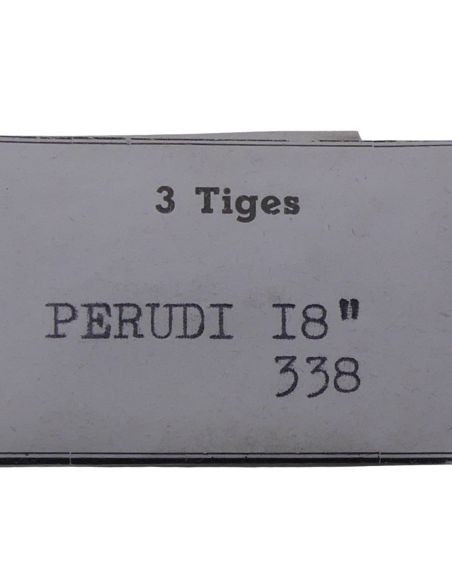 3 Tiges
PERUDI I8"
338